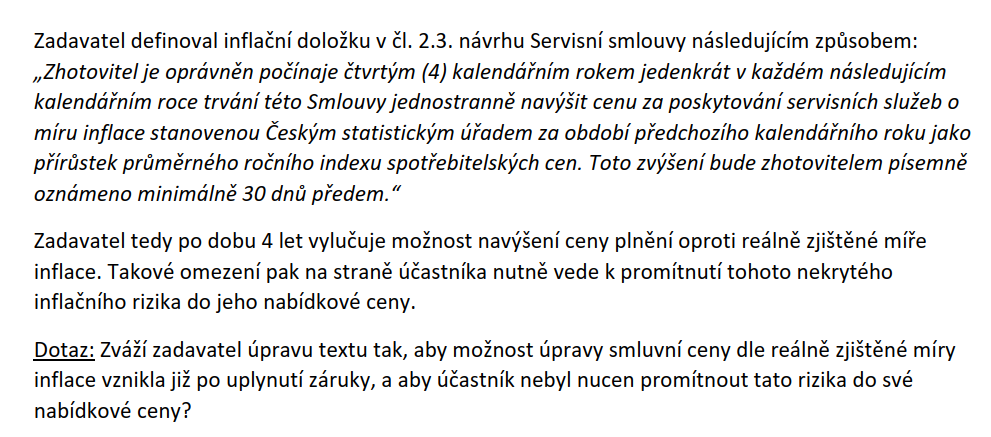 Zadavatel definoval inflační doložku v čl. 2.3. návrhu Servisní smlouvy následujícím způsobem:
„Zhotovitel je oprávněn počínaje čtvrtým (4) kalendářním rokem jedenkrát v každém následujícím
kalendářním roce trvání této Smlouvy jednostranně navýšit cenu za poskytování servisních služeb o
míru inflace stanovenou Českým statistickým úřadem za období předchozího kalendářního roku jako
přírůstek průměrného ročního indexu spotřebitelských cen. Toto zvýšení bude zhotovitelem písemně
oznámeno minimálně 30 dnů předem.“
Zadavatel tedy po dobu 4 let vylučuje možnost navýšení ceny plnění oproti reálně zjištěné míře
inflace. Takové omezení pak na straně účastníka nutně vede k promítnutí tohoto nekrytého
inflačního rizika do jeho nabídkové ceny.
Dotaz: Zváží zadavatel úpravu textu tak, aby možnost úpravy smluvní ceny dle reálně zjištěné míry
inflace vznikla již po uplynutí záruky, a aby účastník nebyl nucen promítnout tato rizika do své
nabídkové ceny?